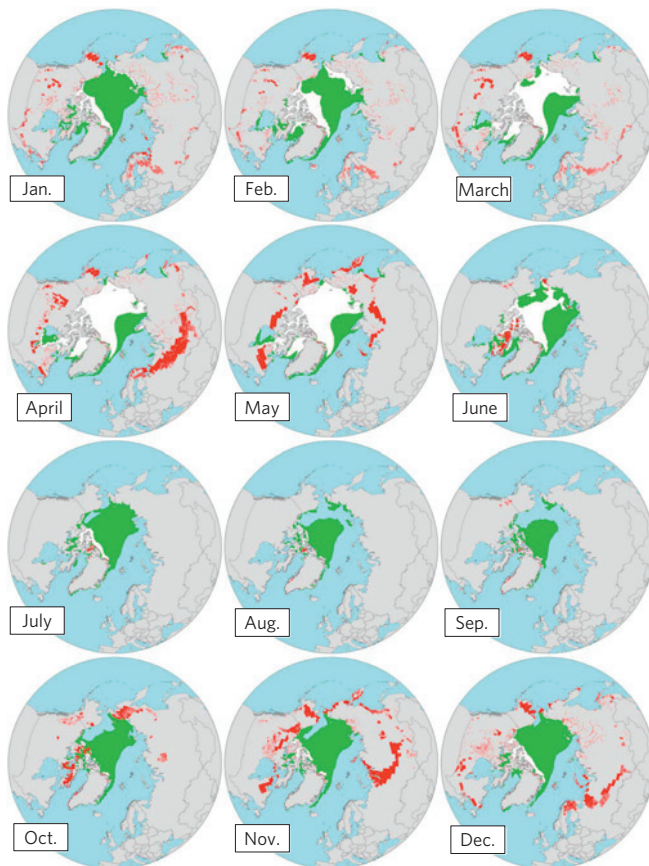 Jan.
Feb.
March
April
May
June
July
Aug.
Sep.
Oct.
Nov.
Dec.